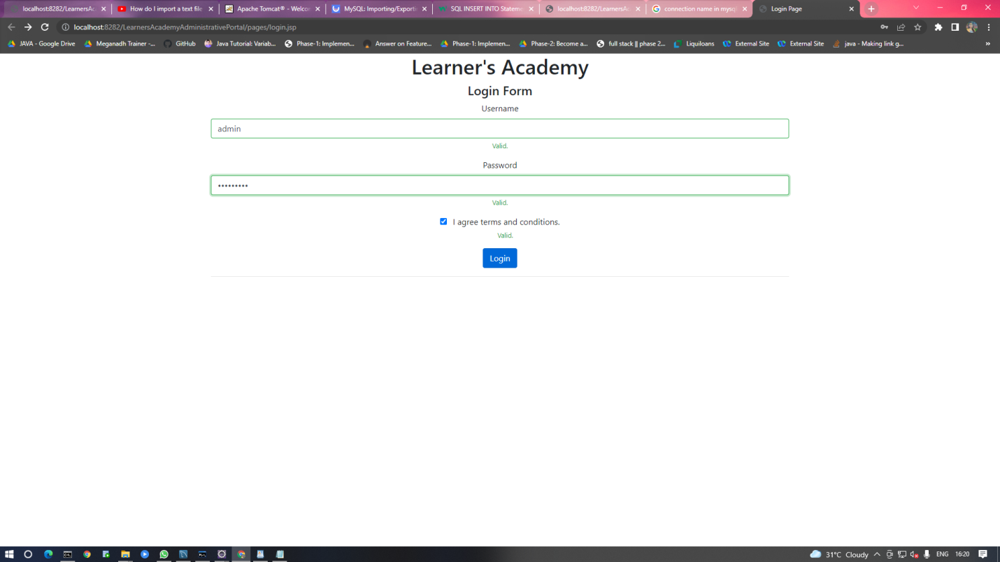 localhost:8282/LearnersAc
How do I import a text file
Apache Tomcat® - Welcom
MySQL: Importing/Exporti
SQL INSERT INTO Stateme
localhost:8282/LearnersAc
connection name in mysql
Login Page
localhost:8282/LearnersAcademyAdministrativePortal/pages/login.jsp
JAVA - Google Drive
Meganadh Trainer -...
GitHub
Java Tutorial: Variab...
Phase-1: Implemen...
Answer on Feature...
Phase-1: Implemen...
Phase-2: Become a...
full stack || phase 2...
Liquiloans
External Site
External Site
java - Making link g...
»
Learner's Academy
Login Form
Username
admin
Valid.
Password
•••••••••
Valid.
I agree terms and conditions.
Valid.
Login
31°C Cloudy
ENG
16:20